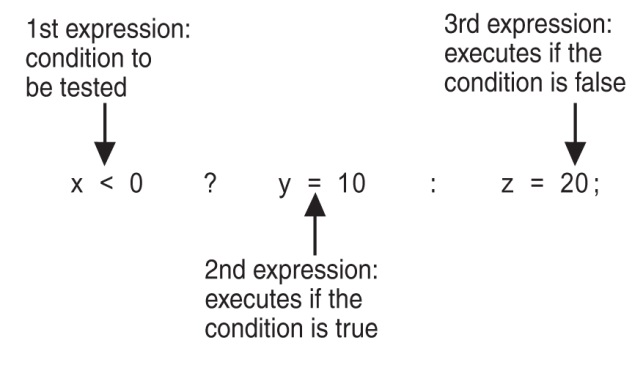 1st expression:
condition to
be tested
3rd expression:
executes if the
condition is false
x < 0 ? y = 10 : z = 20;
2nd expression:
executes if the
condition is true